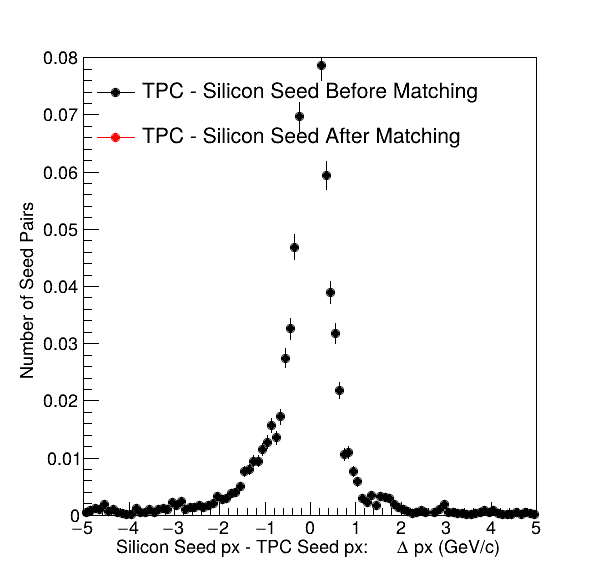 0.08
TPC - Silicon Seed Before Matching
0.07
TPC - Silicon Seed After Matching
0.06
0.05
0.04
0.03
0.02
0.01
0
Number of Seed Pairs
−5 −4 −3 −2 −1 0 1 2 3 4 5
Silicon Seed px - TPC Seed px: Δ px (GeV/c)